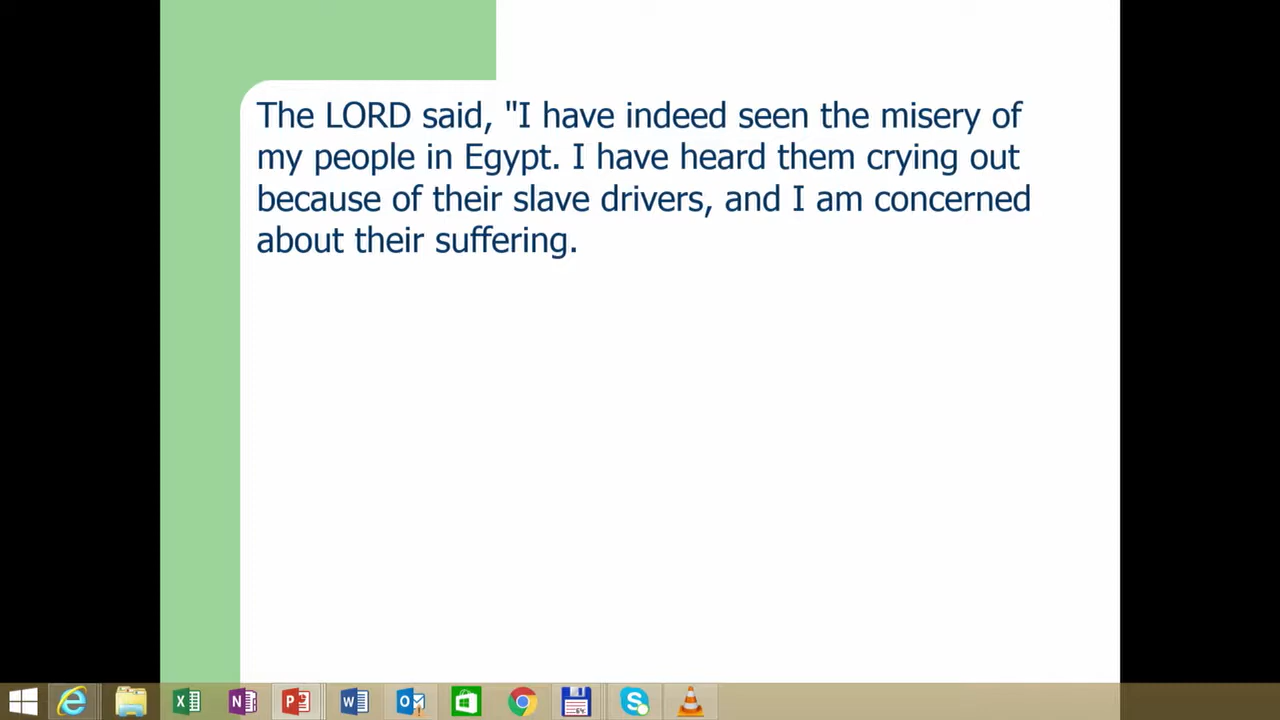 The LORD said, "I have indeed seen the misery of
my people in Egypt. I have heard them crying out
because of their slave drivers, and I am concerned
about their suffering.